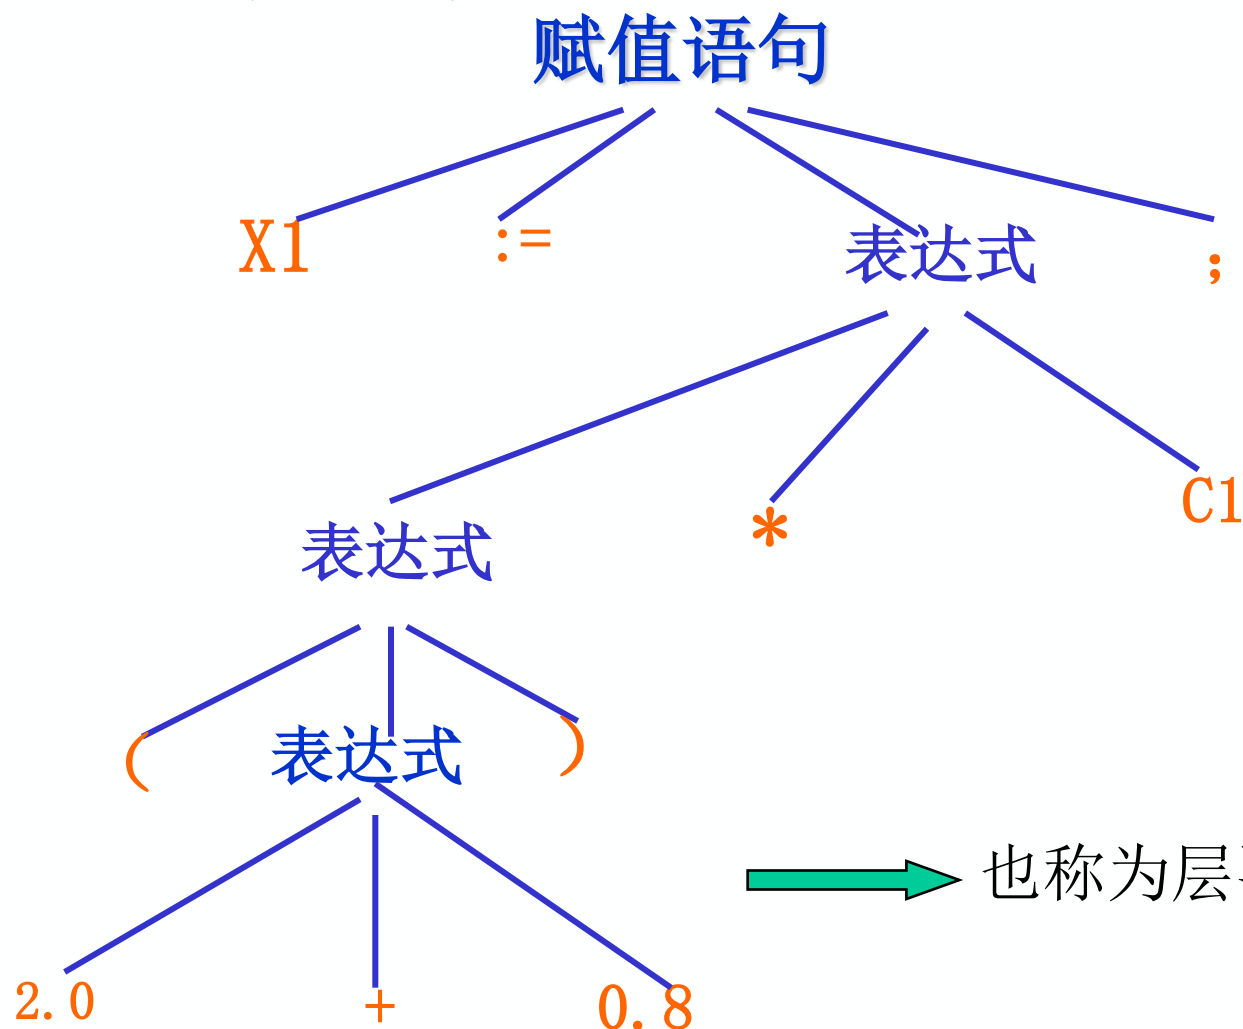 赋值语句
X1 := 表达式 ;
表达式 * C1
( 表达式 )
也称为层
2.0 + 0.8